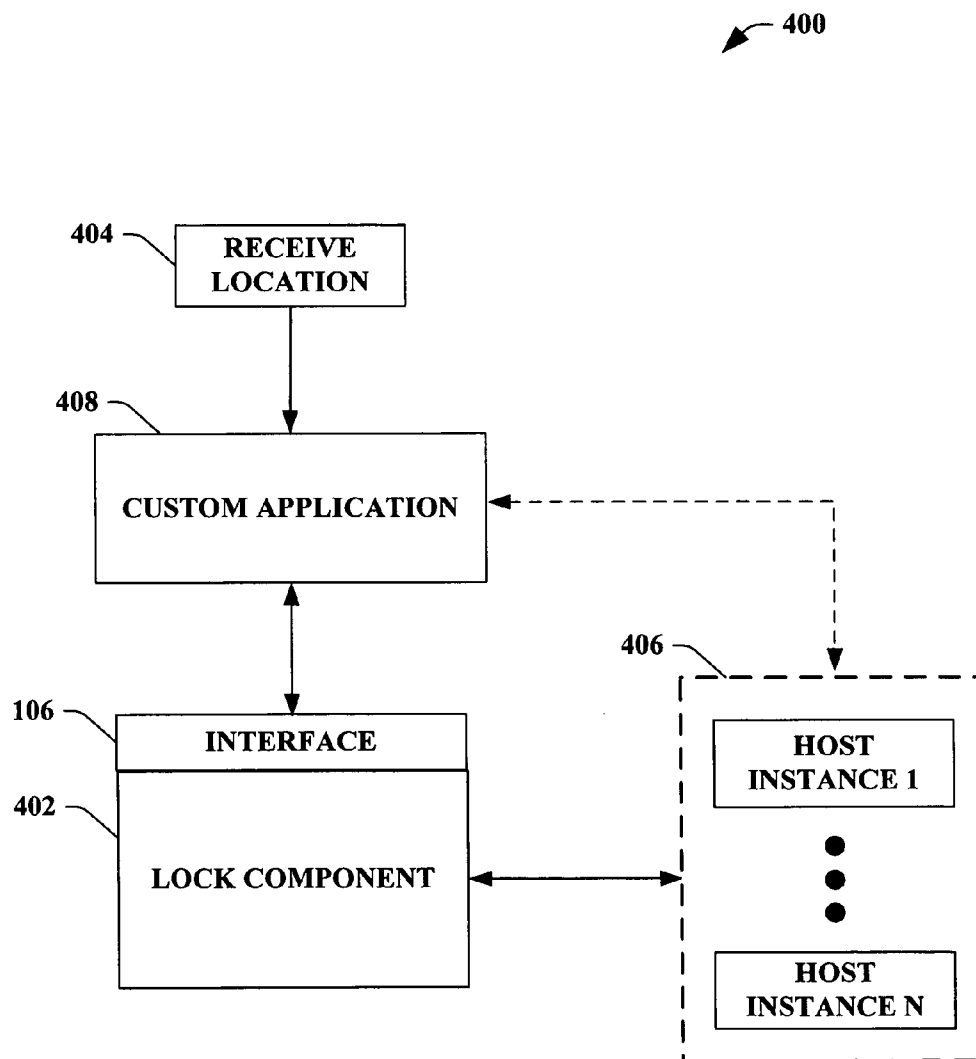 400
404
RECEIVE
LOCATION
408
CUSTOM APPLICATION
406
106
INTERFACE
HOST
INSTANCE 1
402
LOCK COMPONENT
HOST
INSTANCE N